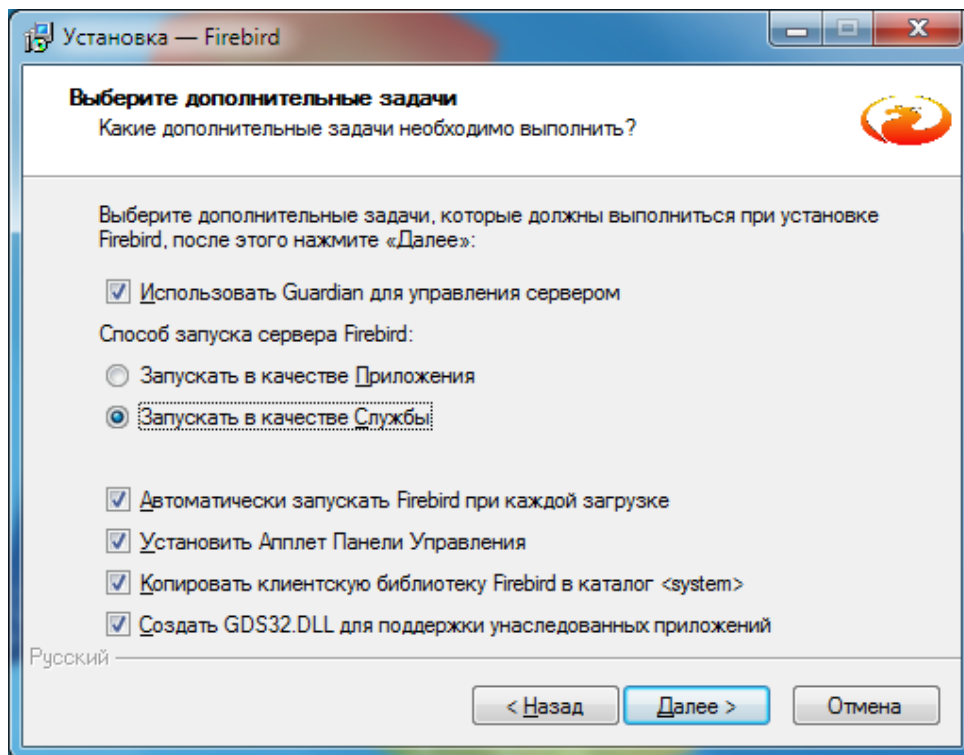 Установка — Firebird
Выберите дополнительные задачи
Какие дополнительные задачи необходимо выполнить?
Выберите дополнительные задачи, которые должны выполниться при установке
Firebird, после этого нажмите «Далее»:
Использовать Guardian для управления сервером
Способ запуска сервера Firebird:
Запускать в качестве Приложения
Запускать в качестве Службы
Автоматически запускать Firebird при каждой загрузке
Установить Апплет Панели Управления
Копировать клиентскую библиотеку Firebird в каталог <system>
Создать GDS32.DLL для поддержки унаследованных приложений
Русский
< Назад
Далее >
Отмена